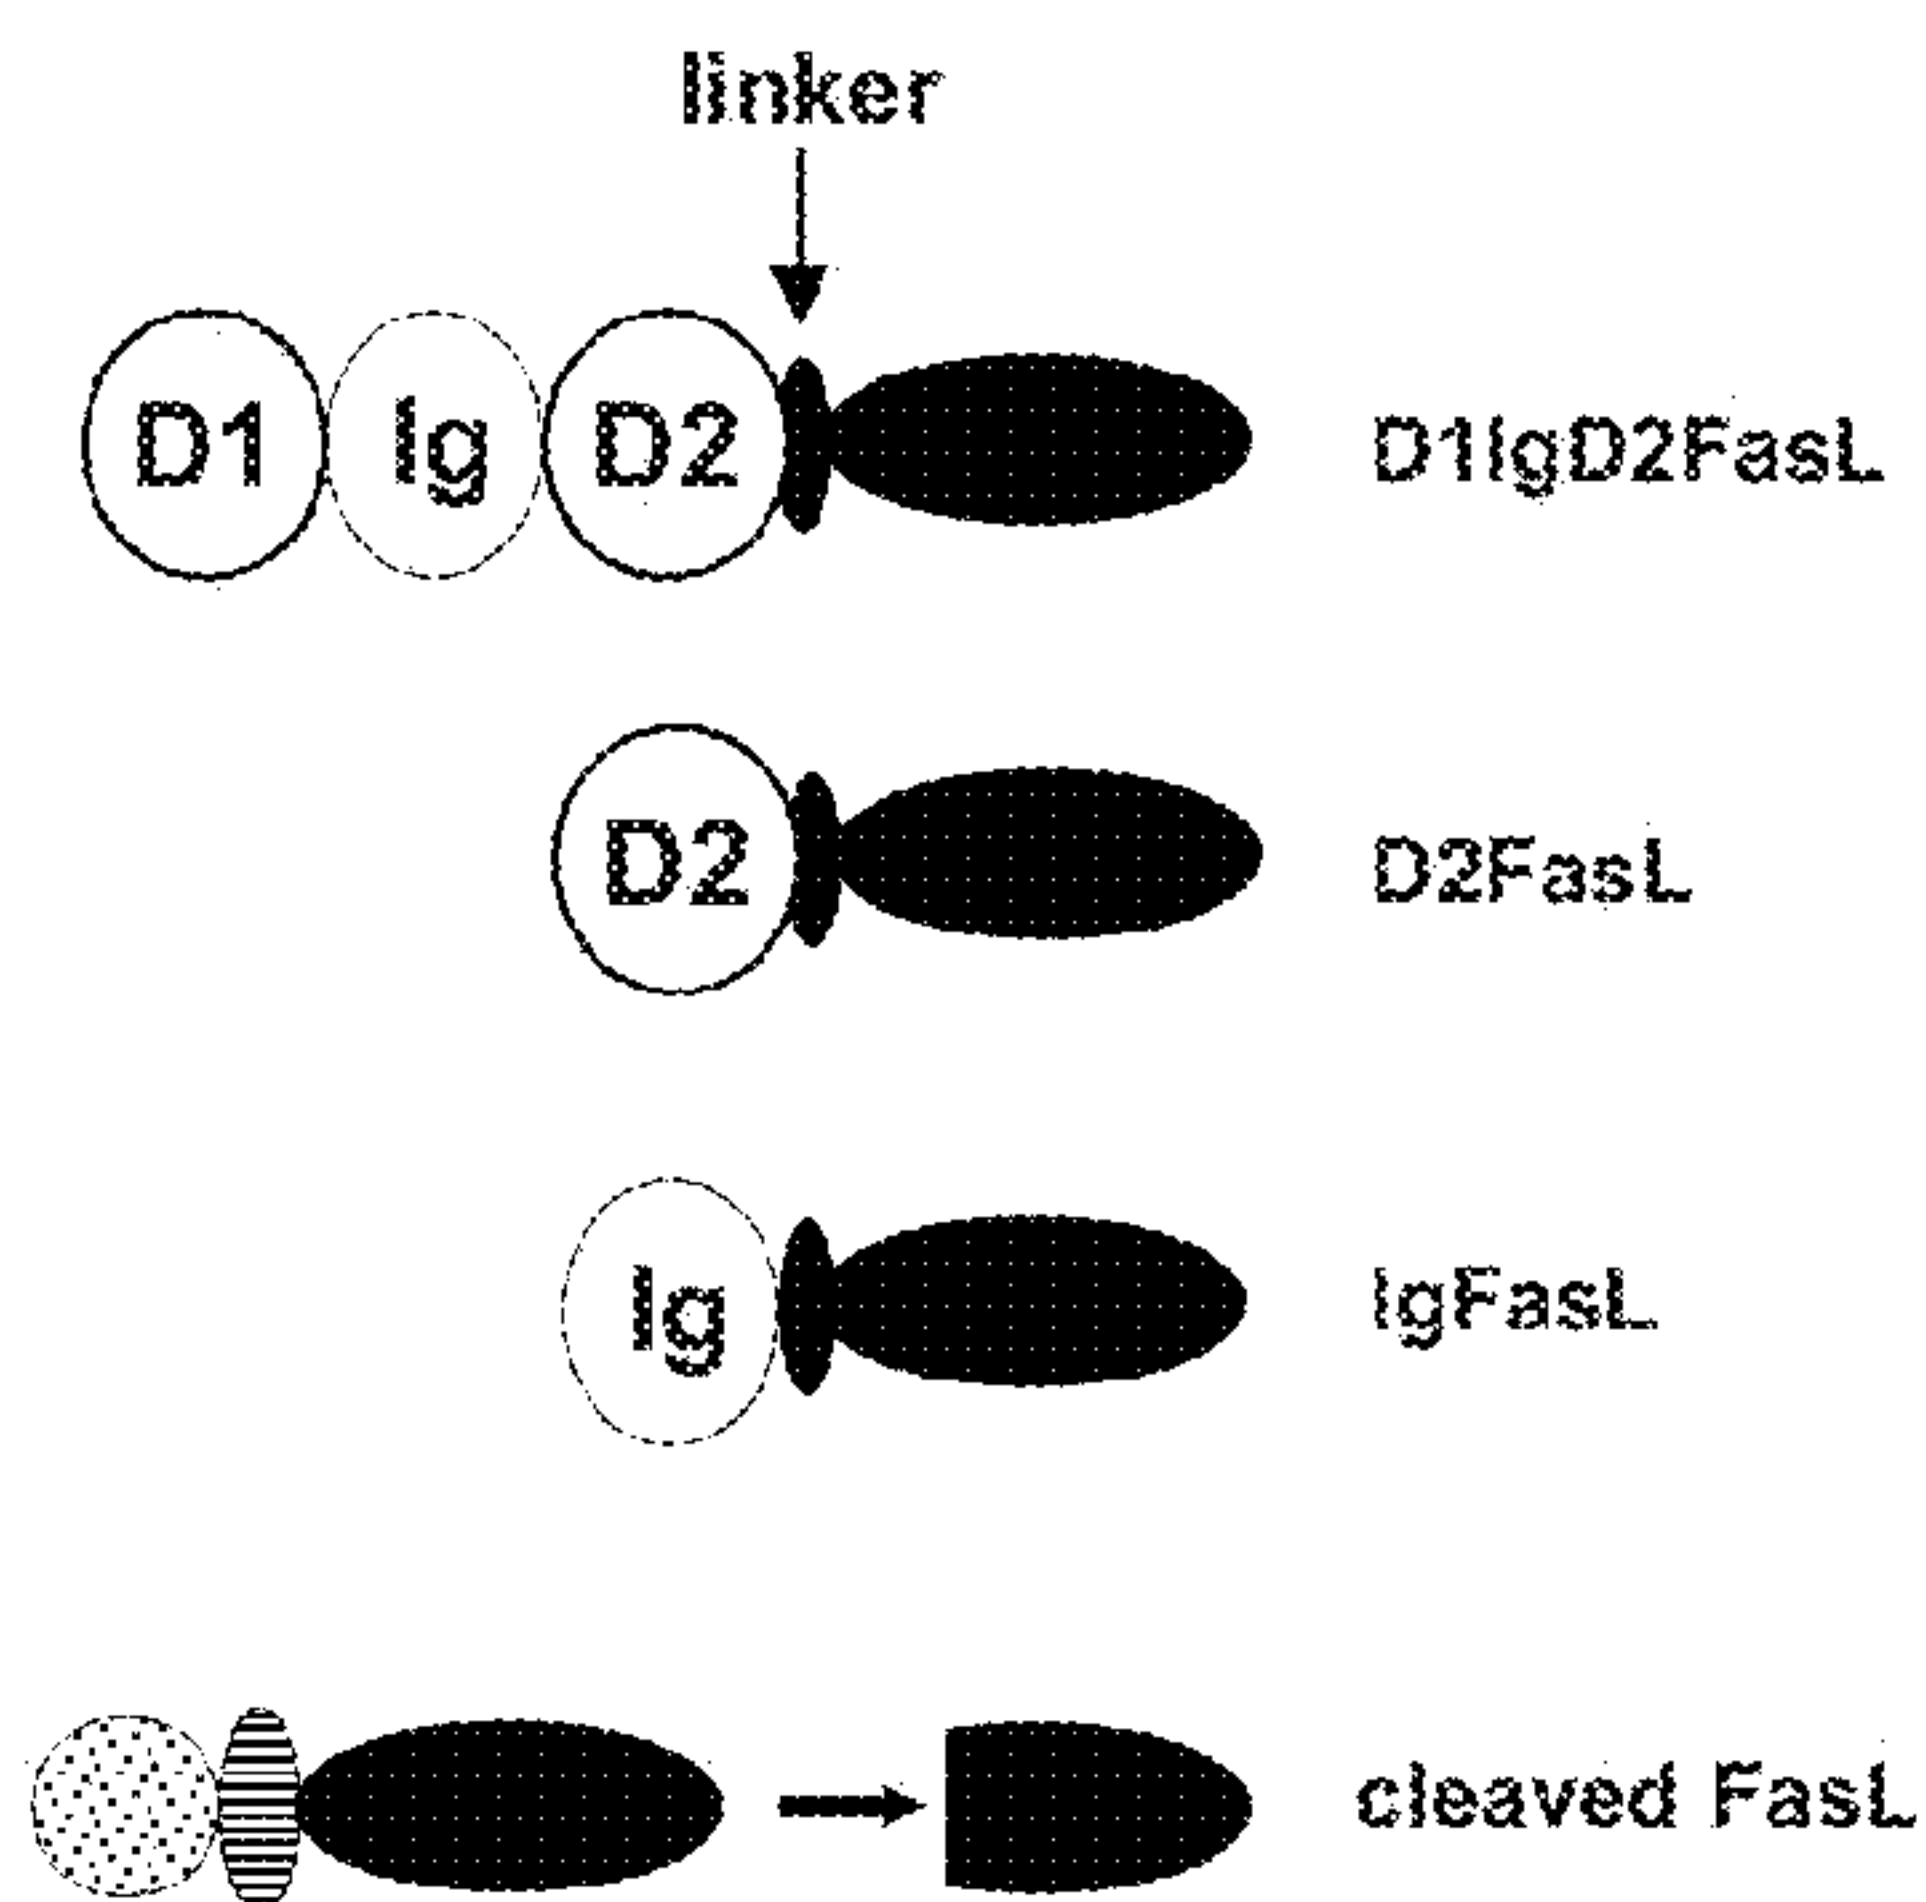 linker
D1 Ig D2 D1IgD2FasL
D2 D2FasL
Ig IgFasL
cleaved FasL